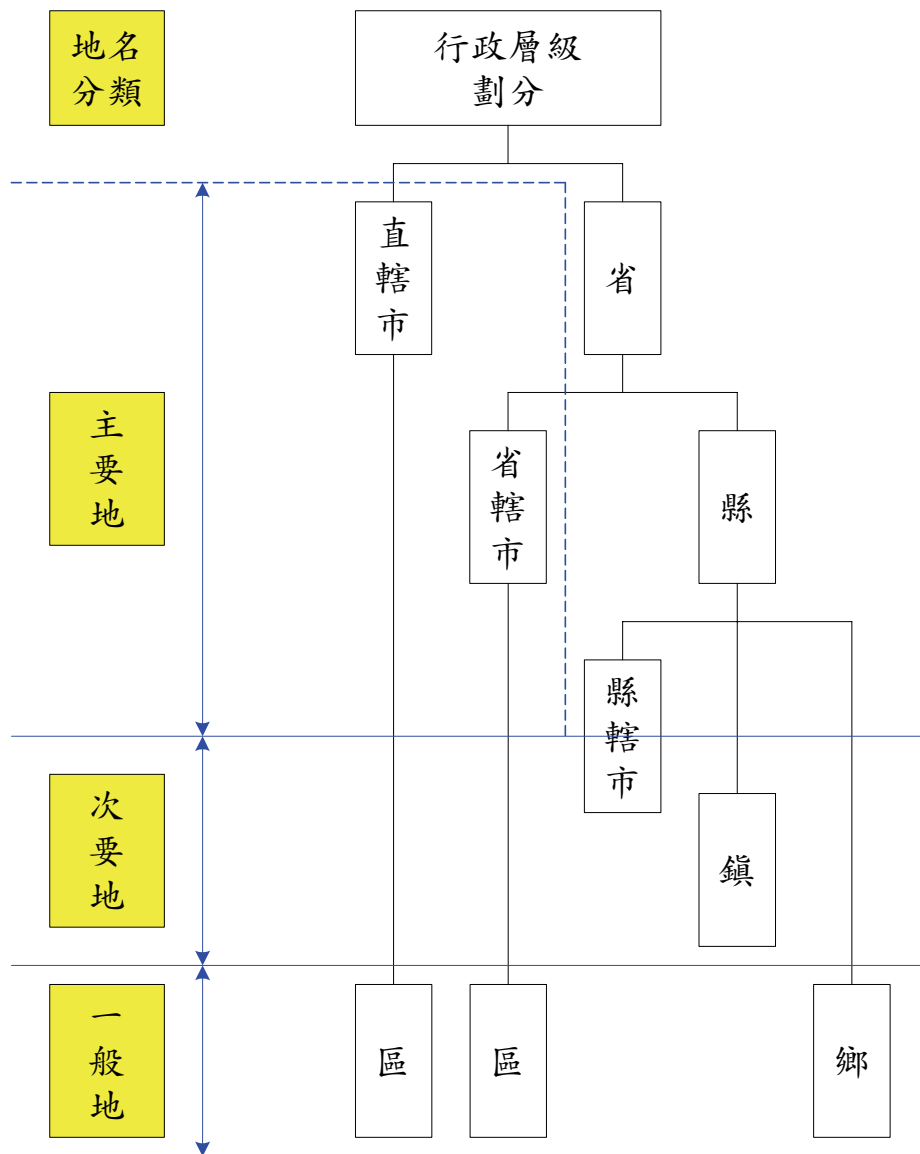 地名
分類
行政層級
劃分
直轄市
省
主要地
省轄市
縣
縣轄市
次要地
鎮
一般地
區
區
鄉